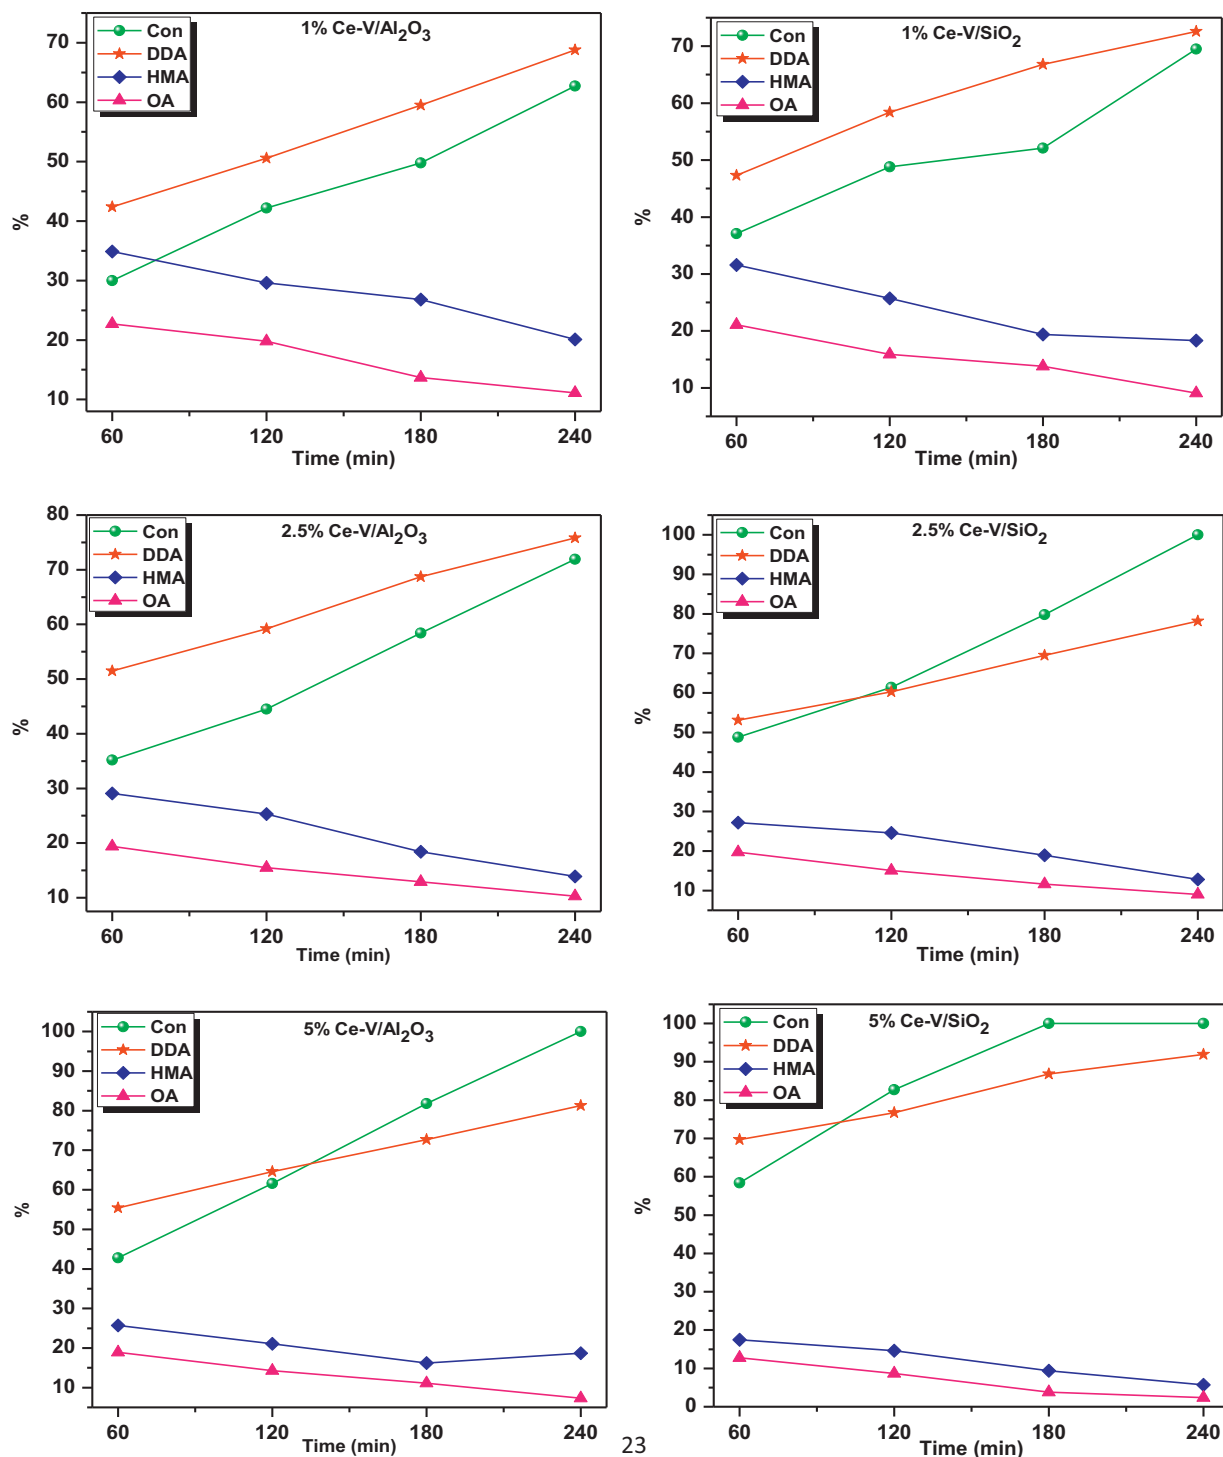 1% Ce-V/Al₂O₃
Con
DDA
HMA
OA
70
60
50
40
30
20
10
%
60 120 180 240
Time (min)
1% Ce-V/SiO₂
Con
DDA
HMA
OA
70
60
50
40
30
20
10
%
60 120 180 240
Time (min)
2.5% Ce-V/Al₂O₃
Con
DDA
HMA
OA
80
70
60
50
40
30
20
10
%
60 120 180 240
Time (min)
2.5% Ce-V/SiO₂
Con
DDA
HMA
OA
100
90
80
70
60
50
40
30
20
10
%
60 120 180 240
Time (min)
5% Ce-V/Al₂O₃
Con
DDA
HMA
OA
100
90
80
70
60
50
40
30
20
10
%
60 120 180 240
Time (min)
5% Ce-V/SiO₂
Con
DDA
HMA
OA
100
90
80
70
60
50
40
30
20
10
0
%
60 120 180 240
Time (min)
23